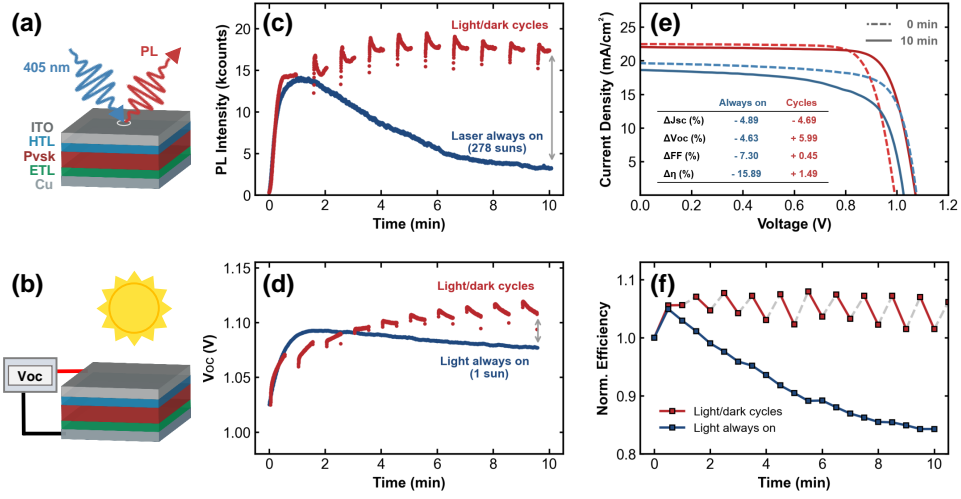 (a)
405 nm
PL
ITO
HTL
Pvsk
ETL
Cu
(b)
Voc
(c)
Light/dark cycles
Laser always on
(278 suns)
PL Intensity (kcounts)
20
15
10
5
0
0 2 4 6 8 10
Time (min)
(d)
Light/dark cycles
Light always on
(1 sun)
VOC (V)
1.15
1.10
1.05
1.00
0 2 4 6 8 10
Time (min)
(e)
0 min
10 min
Current Density (mA/cm²)
30
25
20
15
10
5
0
Always on Cycles
ΔJsc (%) - 4.89 - 4.69
ΔVoc (%) - 4.63 + 5.99
ΔFF (%) - 7.30 + 0.45
Δη (%) - 15.89 + 1.49
0.0 0.2 0.4 0.6 0.8 1.0 1.2
Voltage (V)
(f)
Norm. Efficiency
1.1
1.0
0.9
0.8
Light/dark cycles
Light always on
0 2 4 6 8 10
Time (min)